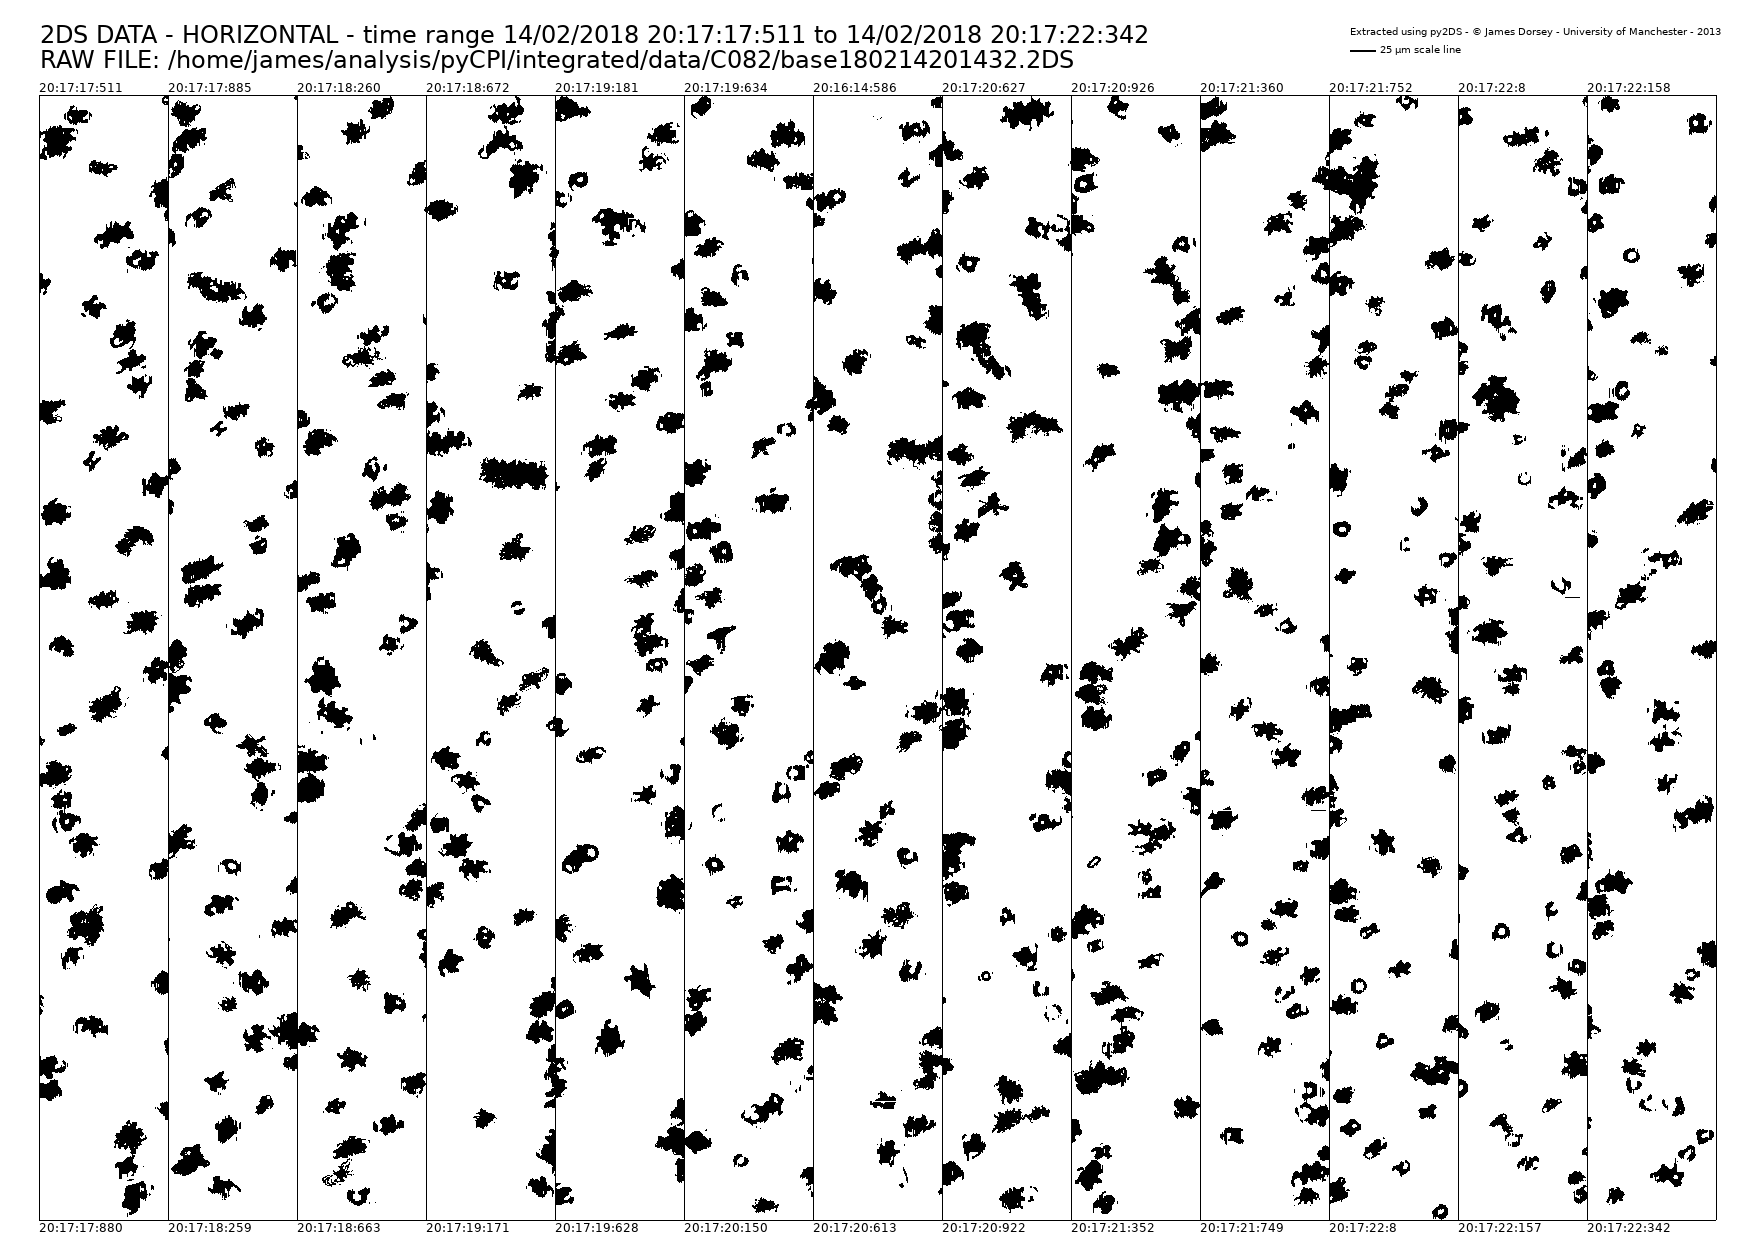 2DS DATA - HORIZONTAL - time range 14/02/2018 20:17:17:511 to 14/02/2018 20:17:22:342
RAW FILE: /home/james/analysis/pyCPI/integrated/data/C082/base180214201432.2DS
Extracted using py2DS - © James Dorsey - University of Manchester - 2013
25 µm scale line
20:17:17:511 20:17:17:885 20:17:18:260 20:17:18:672 20:17:19:181 20:17:19:634 20:16:14:586 20:17:20:627 20:17:20:926 20:17:21:360 20:17:21:752 20:17:22:8 20:17:22:158
20:17:17:880 20:17:18:259 20:17:18:663 20:17:19:171 20:17:19:628 20:17:20:150 20:17:20:613 20:17:20:922 20:17:21:352 20:17:21:749 20:17:22:8 20:17:22:157 20:17:22:342